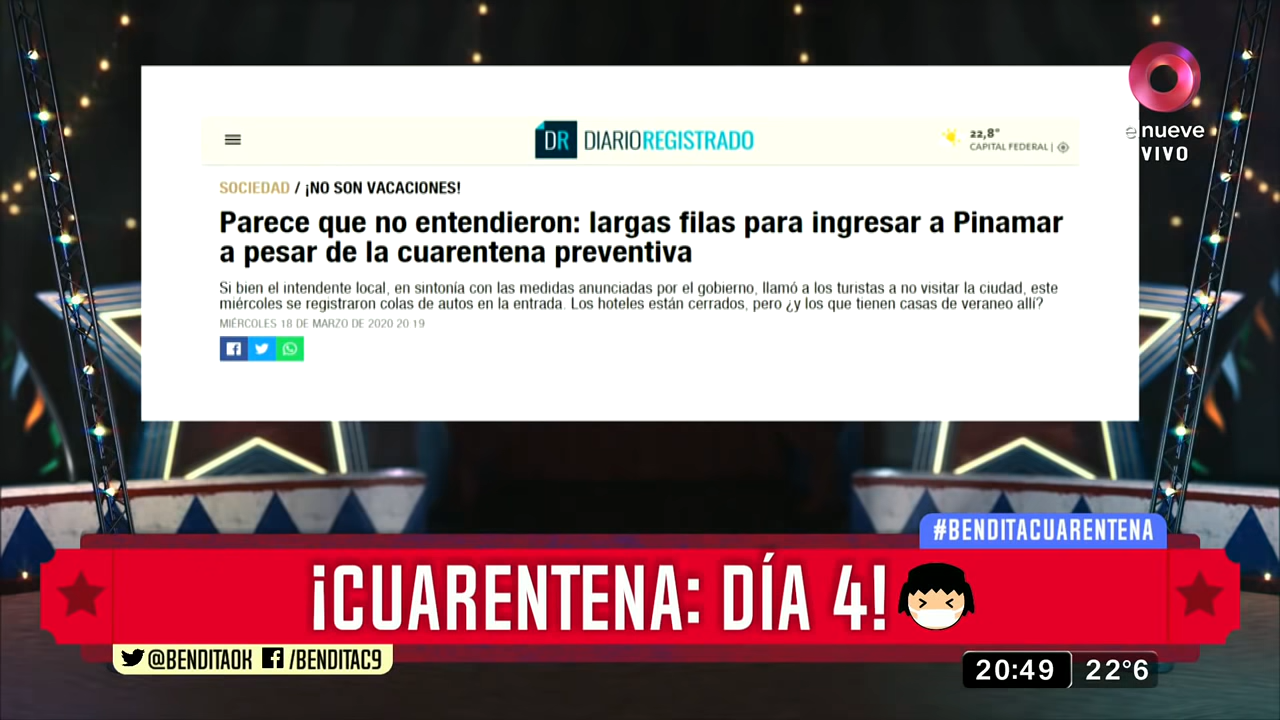 DR DIARIOREGISTRADO
22,8°
CAPITAL FEDERAL |
elnueve
VIVO
SOCIEDAD / ¡NO SON VACACIONES!
Parece que no entendieron: largas filas para ingresar a Pinamar
a pesar de la cuarentena preventiva
Si bien el intendente local, en sintonía con las medidas anunciadas por el gobierno, llamó a los turistas a no visitar la ciudad, este
miércoles se registraron colas de autos en la entrada. Los hoteles están cerrados, pero ¿y los que tienen casas de veraneo allí?
MIÉRCOLES 18 DE MARZO DE 2020 20 19
#BENDITACUARENTENA
¡CUARENTENA: DÍA 4!
@BENDITAOK /BENDITAC9
20:49 22°6